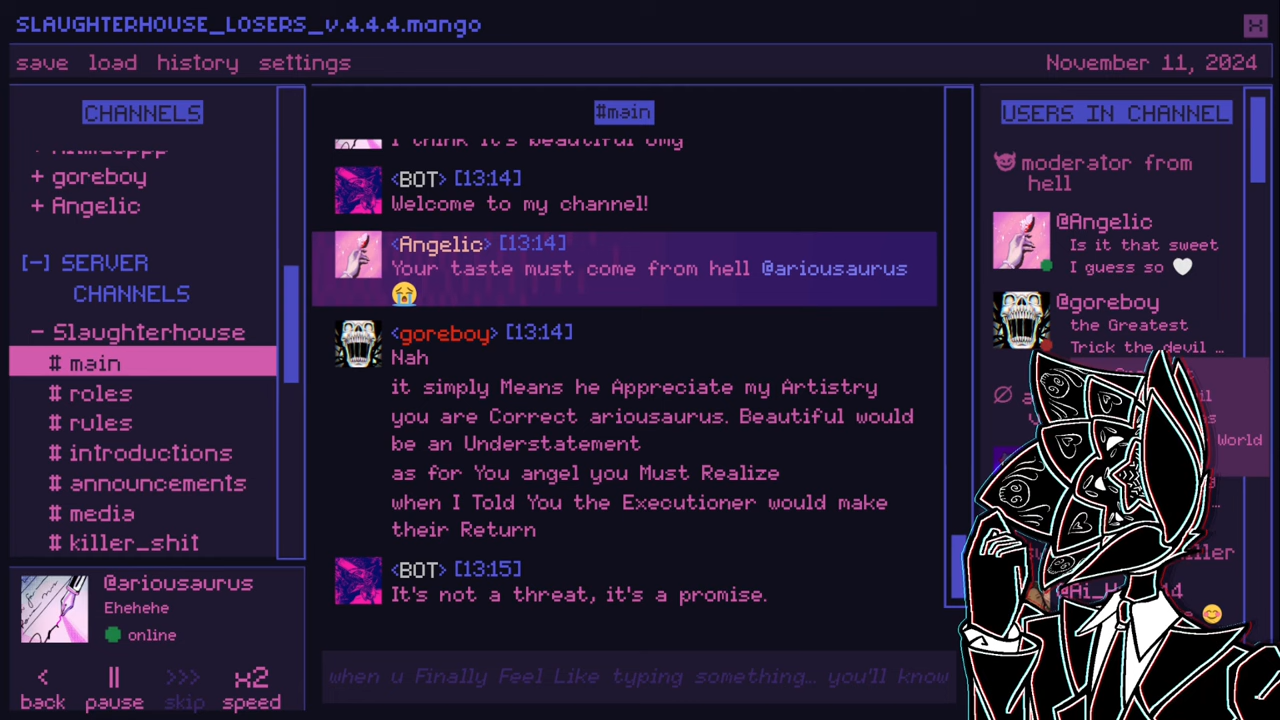 SLAUGHTERHOUSE_LOSERS_v.4.4.4.mango
save load history settings
November 11, 2024
CHANNELS
+ goreboy
+ Angelic
[-] SERVER
CHANNELS
- Slaughterhouse
# main
# roles
# rules
# introductions
# announcements
# media
# killer_shit
@ariousaurus
Ehehehe
online
< || >>> x2
back pause skip speed
#main
I think it's beautiful omg
<BOT> [13:14]
Welcome to my channel!
<Angelic> [13:14]
Your taste must come from hell @ariousaurus
😭
<goreboy> [13:14]
Nah
it simply Means he Appreciate my Artistry
you are Correct ariousaurus. Beautiful would
be an Understatement
as for You angel you Must Realize
when I Told You the Executioner would make
their Return
<BOT> [13:15]
It's not a threat, it's a promise.
when u Finally Feel Like typing something... you'll know
USERS IN CHANNEL
😈 moderator from
hell
@Angelic
Is it that sweet
I guess so 🤍
@goreboy
the Greatest
Trick the devil ...
World